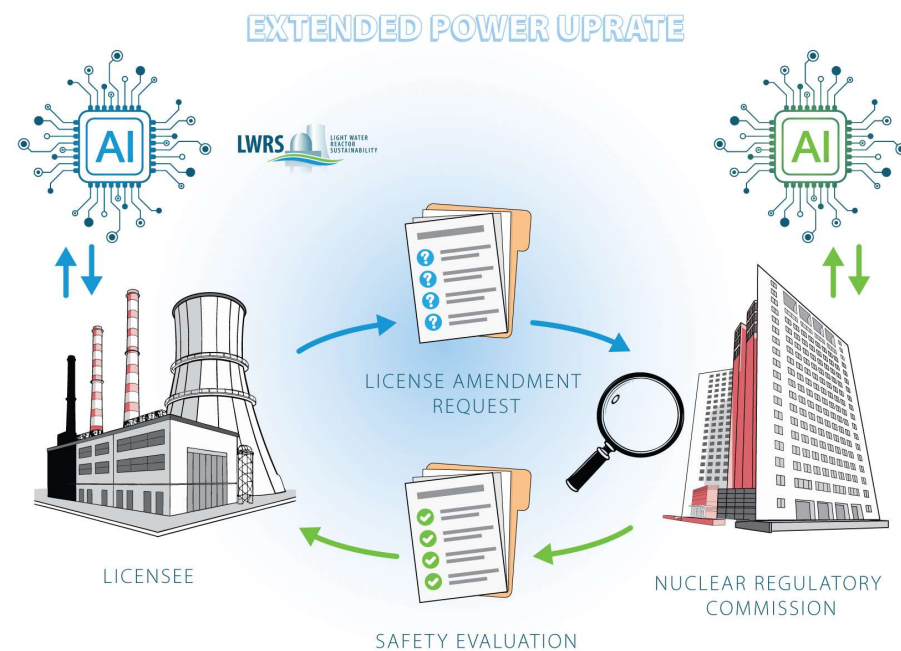 EXTENDED POWER UPRATE
AI
AI
LWRS
LIGHT WATER
REACTOR
SUSTAINABILITY
?
?
?
?
LICENSE AMENDMENT
REQUEST
LICENSEE
NUCLEAR REGULATORY
COMMISSION
SAFETY EVALUATION